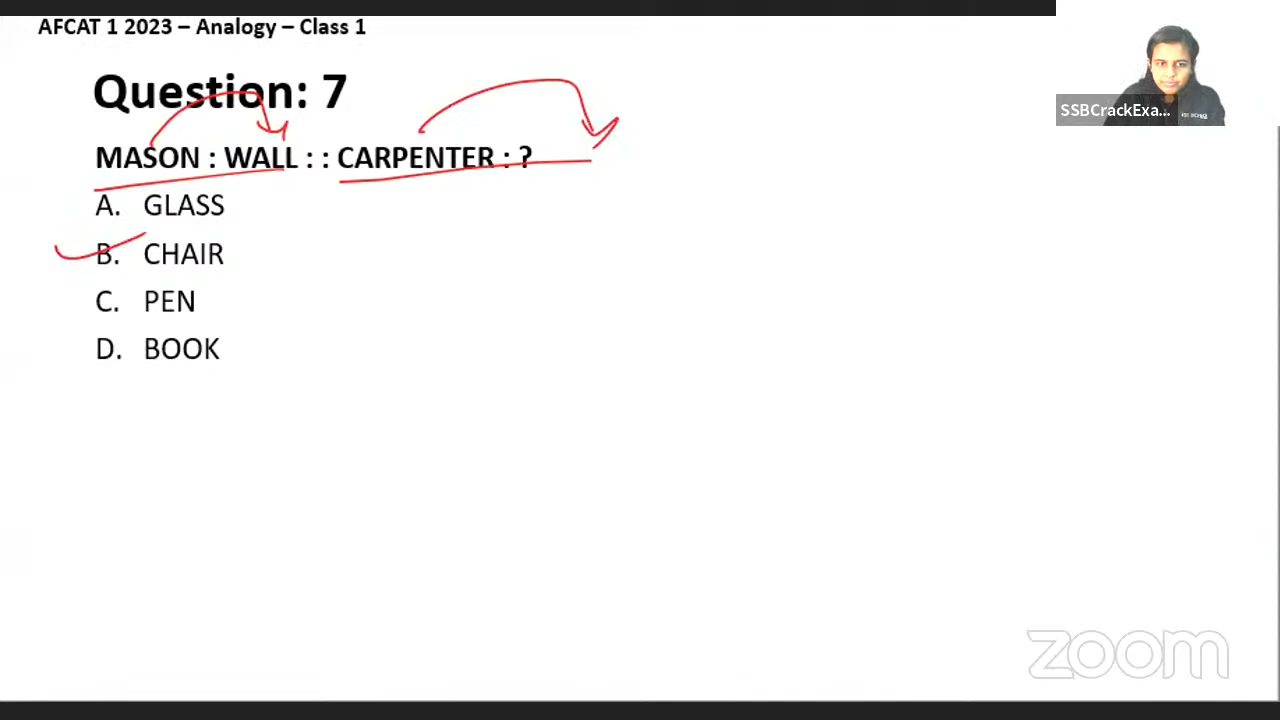 AFCAT 1 2023 – Analogy – Class 1
Question: 7
SSBCrackExa...
MASON : WALL : : CARPENTER : ?
A. GLASS
B. CHAIR
C. PEN
D. BOOK
zoom